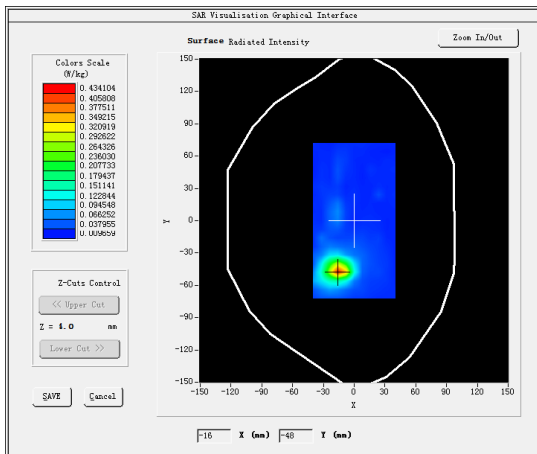 SAR Visualisation Graphical Interface
Surface Radiated Intensity
Zoom In/Out
Colors Scale
(W/kg)
0.434104
0.405808
0.377511
0.349215
0.320919
0.292622
0.264326
0.236030
0.207733
0.179437
0.151141
0.122844
0.094548
0.066252
0.037955
0.009659
Z-Cuts Control
<< Upper Cut
Z = 4.0 mm
Lower Cut >>
SAVE Cancel
150
120
90
60
30
0
-30
-60
-90
-120
-150
Y
-150 -120 -90 -60 -30 0 30 60 90 120 150
X
-16 X (mm) -48 Y (mm)